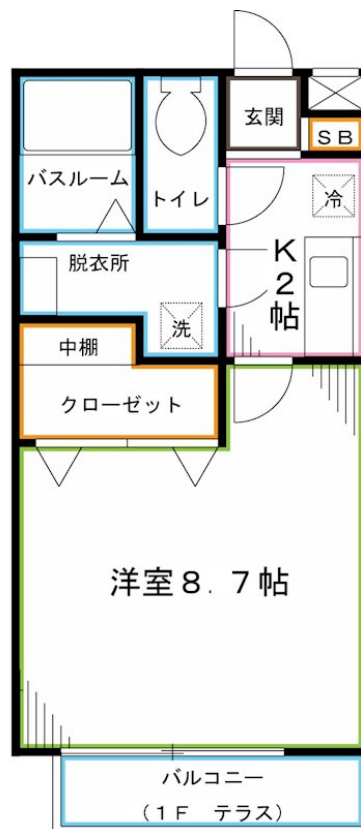 玄関
SB
バスルーム
トイレ
冷
脱衣所
K2帖
洗
中棚
クローゼット
洋室8.7帖
バルコニー
(1F テラス)